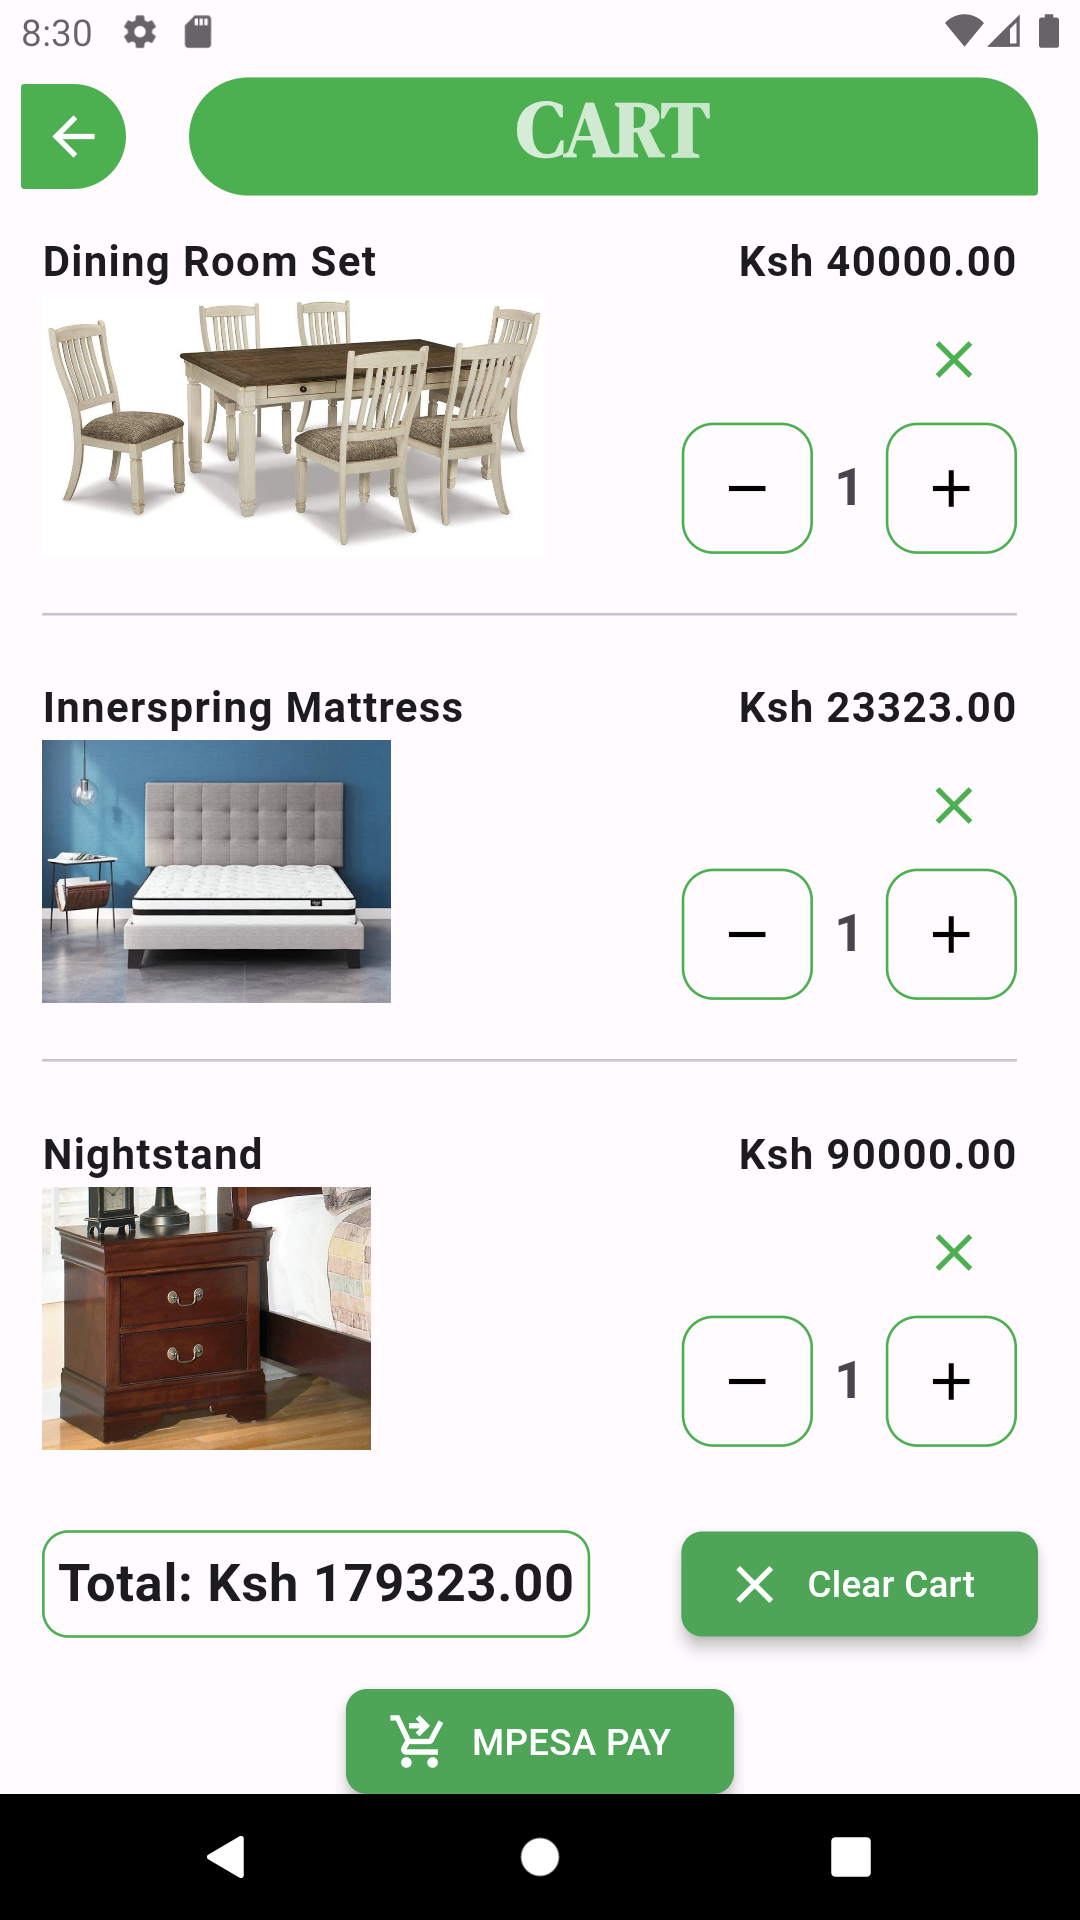 8:30
CART
Dining Room Set Ksh 40000.00
1
Innerspring Mattress Ksh 23323.00
1
Nightstand Ksh 90000.00
1
Total: Ksh 179323.00 Clear Cart
MPESA PAY